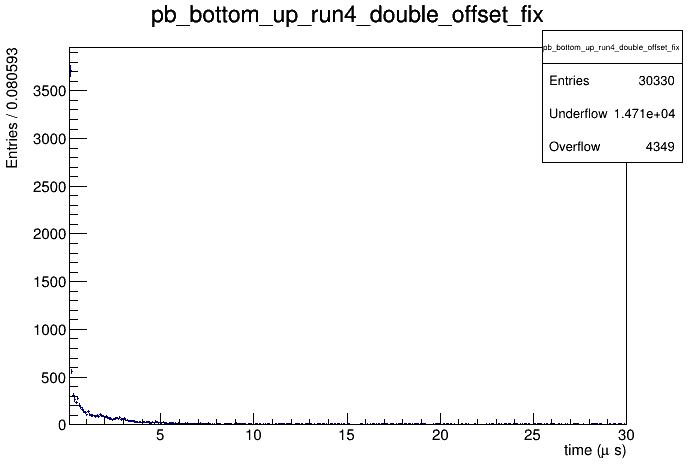 pb_bottom_up_run4_double_offset_fix
pb_bottom_up_run4_double_offset_fix
Entries 30330
Underflow 1.471e+04
Overflow 4349
Entries / 0.080593
3500
3000
2500
2000
1500
1000
500
0
5 10 15 20 25 30
time (μ s)